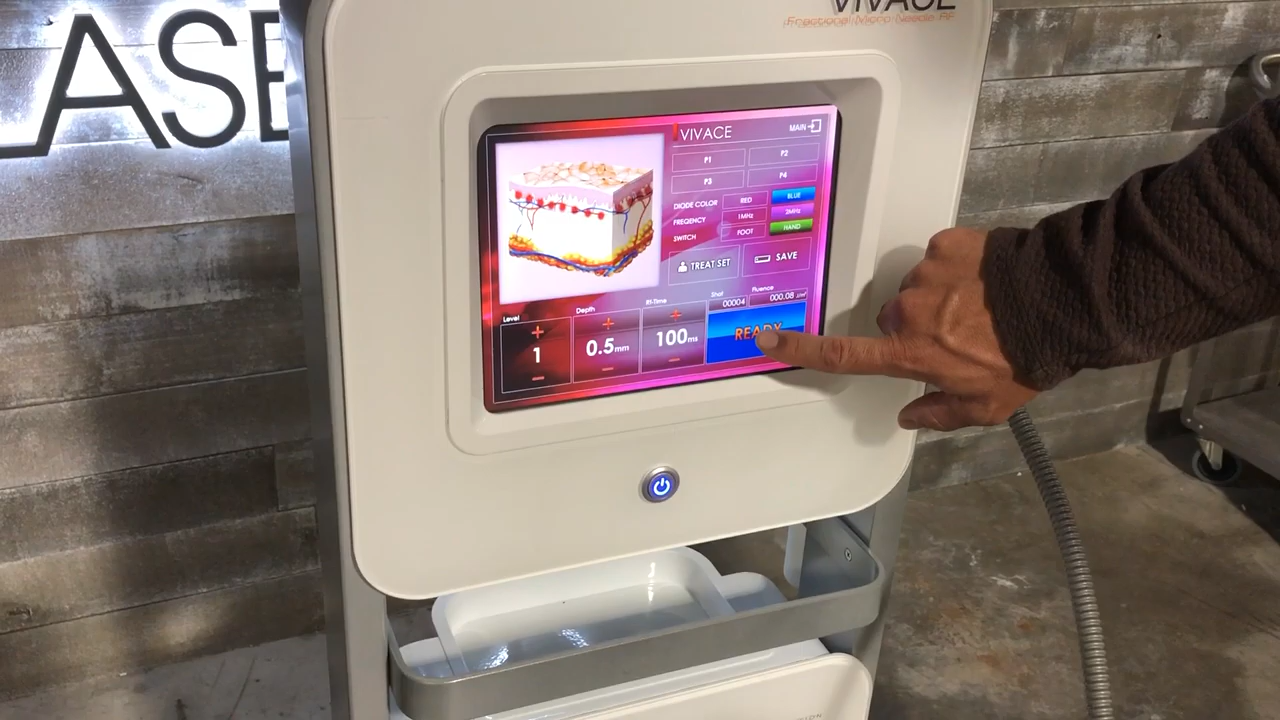 ASE
VIVACE
Fractional Micro Needle RF
VIVACE
MAIN
P1
P2
P3
P4
DIODE COLOR
RED
BLUE
FREQENCY
1MHz
2MHz
SWITCH
FOOT
HAND
TREAT SET
SAVE
Level
Depth
Rf-Time
Shot
Fluence
00004
000.08 J/㎠
+
+
+
1
0.5mm
100ms
READY